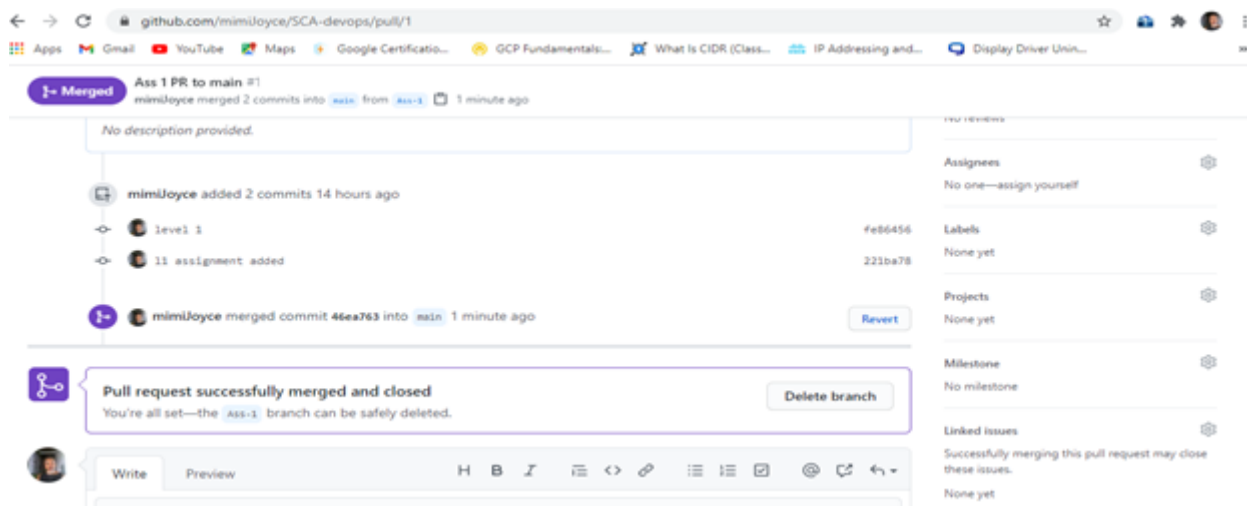 github.com/mimiJoyce/SCA-devops/pull/1
Apps Gmail YouTube Maps Google Certificatio... GCP Fundamentals:... What Is CIDR (Class... IP Addressing and... Display Driver Unin...
Merged
Ass 1 PR to main #1
mimiJoyce merged 2 commits into main from Ass-1 1 minute ago
No description provided.
No reviews
mimiJoyce added 2 commits 14 hours ago
level 1 fe86456
l1 assignment added 221ba78
mimiJoyce merged commit 46ea763 into main 1 minute ago
Revert
Pull request successfully merged and closed
You're all set—the Ass-1 branch can be safely deleted.
Delete branch
Write Preview
H B I
Assignees
No one—assign yourself
Labels
None yet
Projects
None yet
Milestone
No milestone
Linked issues
Successfully merging this pull request may close
these issues.
None yet